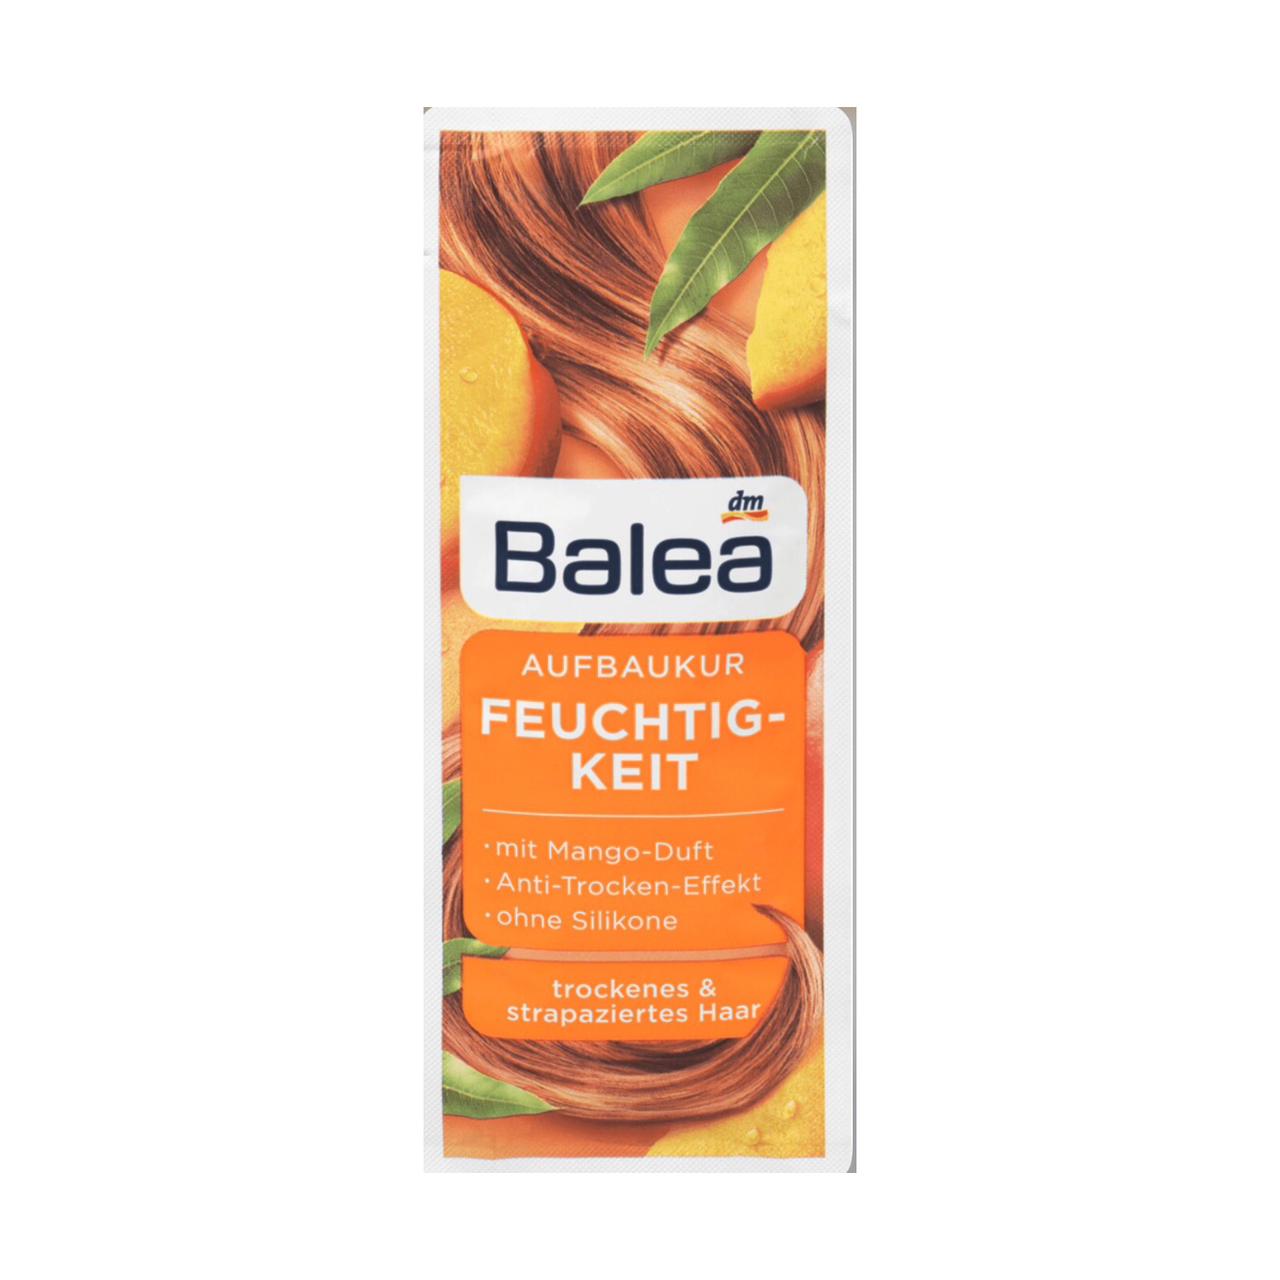 dm
Balea
AUFBAUKUR
FEUCHTIG-
KEIT
· mit Mango-Duft
· Anti-Trocken-Effekt
· ohne Silikone
trockenes &
strapaziertes Haar